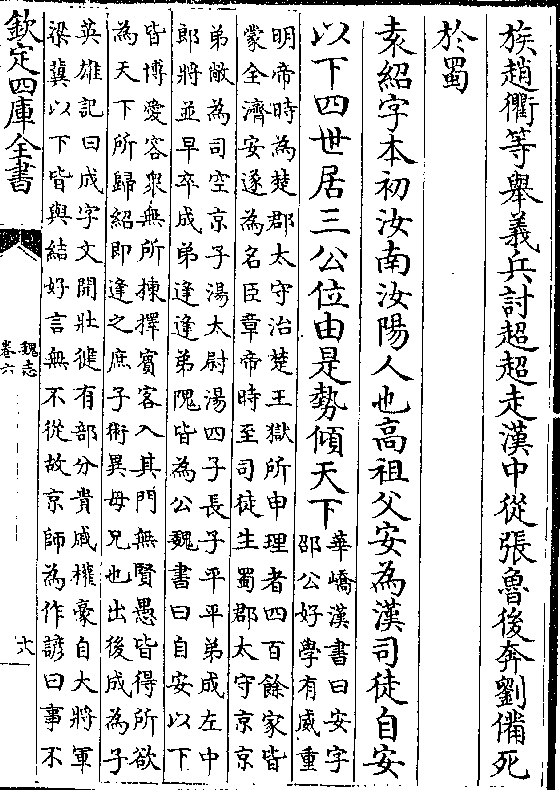 族趙衢等舉義兵討超超走漢中從張魯後奔劉備死
於蜀
袁紹字本初汝南汝陽人也高祖父安為漢司徒自安
以下四世居三公位由是勢傾天下
華嶠漢書曰安字
邵公好學有威重
明帝時為楚郡太守治楚王獄所申理者四百餘家皆
蒙全濟安遂為名臣章帝時至司徒生蜀郡太守京京
弟敞為司空京子湯太尉湯四子長子平平弟成左中
郎將並早卒成弟逢逢弟隗皆為公魏書曰自安以下
皆博愛容衆無所揀擇賓客入其門無賢愚皆得所欲
為天下所歸紹即逢之庶子術異母兄也出後成為子
英雄記曰成字文開壯健有部分貴戚權豪自大將軍
梁冀以下皆與結好言無不從故京師為作諺曰事不
欽定四庫全書
魏志
卷六